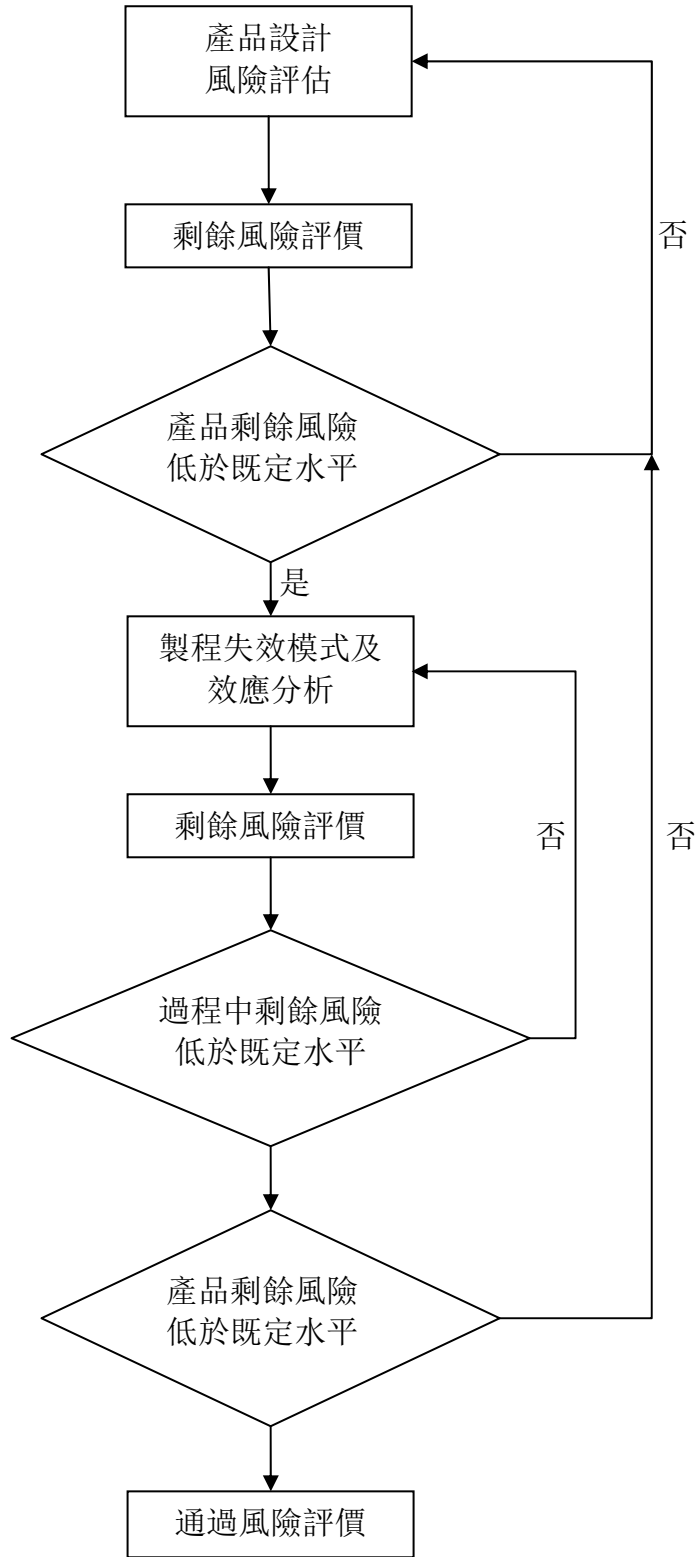 產品設計
風險評估
剩餘風險評價
否
產品剩餘風險
低於既定水平
是
製程失效模式及
效應分析
剩餘風險評價
否
否
過程中剩餘風險
低於既定水平
產品剩餘風險
低於既定水平
通過風險評價